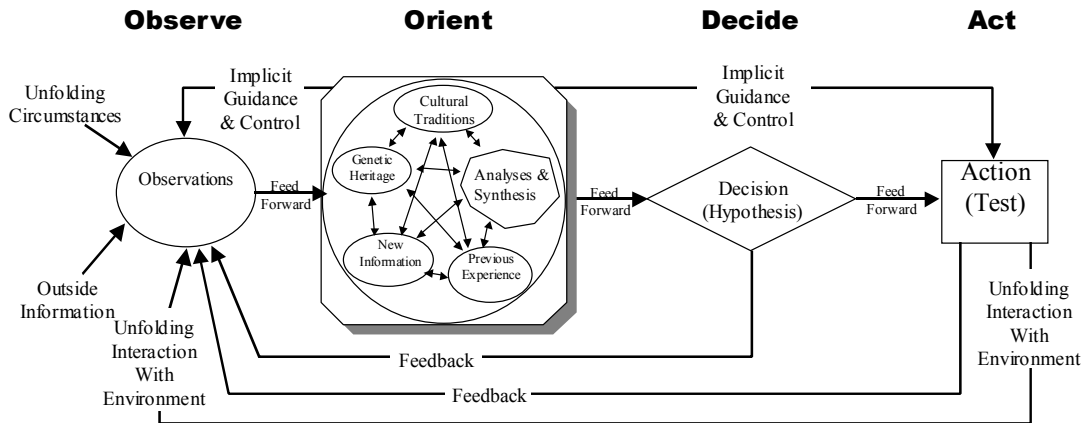 Observe
Orient
Decide
Act
Implicit
Guidance
& Control
Unfolding
Circumstances
Observations
Outside
Information
Unfolding
Interaction
With
Environment
Feed
Forward
Cultural
Traditions
Genetic
Heritage
Analyses &
Synthesis
New
Information
Previous
Experience
Feed
Forward
Implicit
Guidance
& Control
Decision
(Hypothesis)
Feed
Forward
Action
(Test)
Unfolding
Interaction
With
Environment
Feedback
Feedback